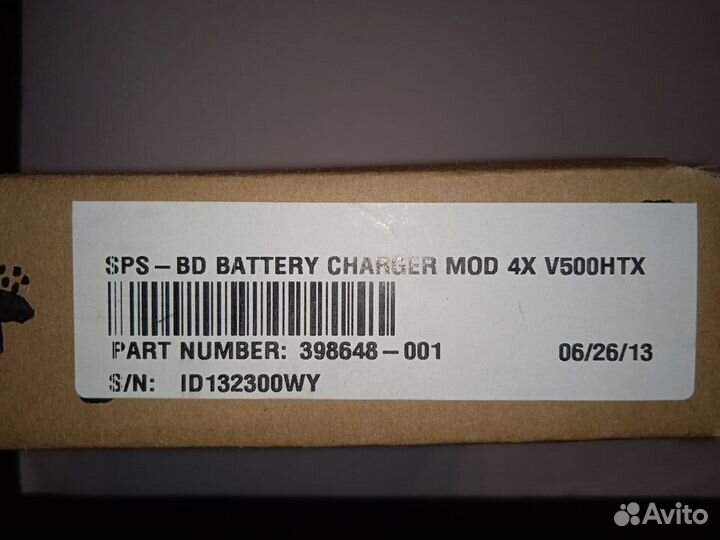 SPS-BD BATTERY CHARGER MOD 4X V500HTX
PART NUMBER: 398648-001 06/26/13
S/N: ID132300WY
Avito